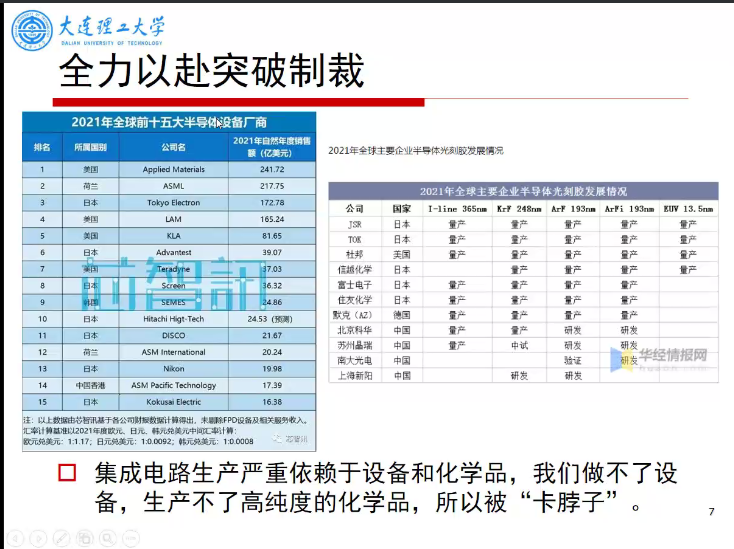 大连理工大学
DALIAN UNIVERSITY OF TECHNOLOGY
全力以赴突破制裁
2021年全球前十五大半导体设备厂商
排名 所属国别 公司名 2021年自然年度销售额（亿美元）
1 美国 Applied Materials 241.72
2 荷兰 ASML 217.75
3 日本 Tokyo Electron 172.78
4 美国 LAM 165.24
5 美国 KLA 81.65
6 日本 Advantest 39.07
7 美国 Teradyne 37.03
8 日本 Screen 36.32
9 韩国 SEMES 24.86
10 日本 Hitachi Higt-Tech 24.53 (预测)
11 日本 DISCO 21.67
12 荷兰 ASM International 20.24
13 日本 Nikon 19.98
14 中国香港 ASM Pacific Technology 17.39
15 日本 Kokusai Electric 16.38
芯智訊
注：以上数据由芯智讯基于各公司财报数据计算得出，未剔除FPD设备及相关服务收入。
汇率计算基准以2021年度欧元、日元、韩元兑美元中间汇率计算：
欧元兑美元：1:1.17；日元兑美元：1:0.0092；韩元兑美元：1:0.0008
芯智讯
2021年全球主要企业半导体光刻胶发展情况
2021年全球主要企业半导体光刻胶发展情况
公司 国家 I-line 365nm KrF 248nm ArF 193nm ArFi 193nm EUV 13.5nm
JSR 日本 量产 量产 量产 量产 量产
TOK 日本 量产 量产 量产 量产 量产
杜邦 美国 量产 量产 量产 量产 量产
信越化学 日本 量产 量产 量产 量产
富士电子 日本 量产 量产 量产 量产
住友化学 日本 量产 量产 量产 量产
默克（AZ） 德国 量产 量产 量产 量产
北京科华 中国 量产 量产 研发 研发
苏州晶瑞 中国 量产 中试 研发 研发
南大光电 中国 验证 研发
上海新阳 中国 研发 研发
华经情报网
集成电路生产严重依赖于设备和化学品，我们做不了设
备，生产不了高纯度的化学品，所以被“卡脖子”。
7